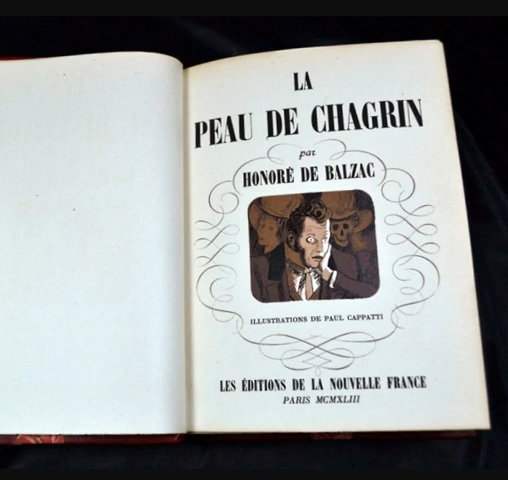 LA
PEAU DE CHAGRIN
par
HONORÉ DE BALZAC
ILLUSTRATIONS DE PAUL CAPPATTI
LES ÉDITIONS DE LA NOUVELLE FRANCE
PARIS MCMXLIII